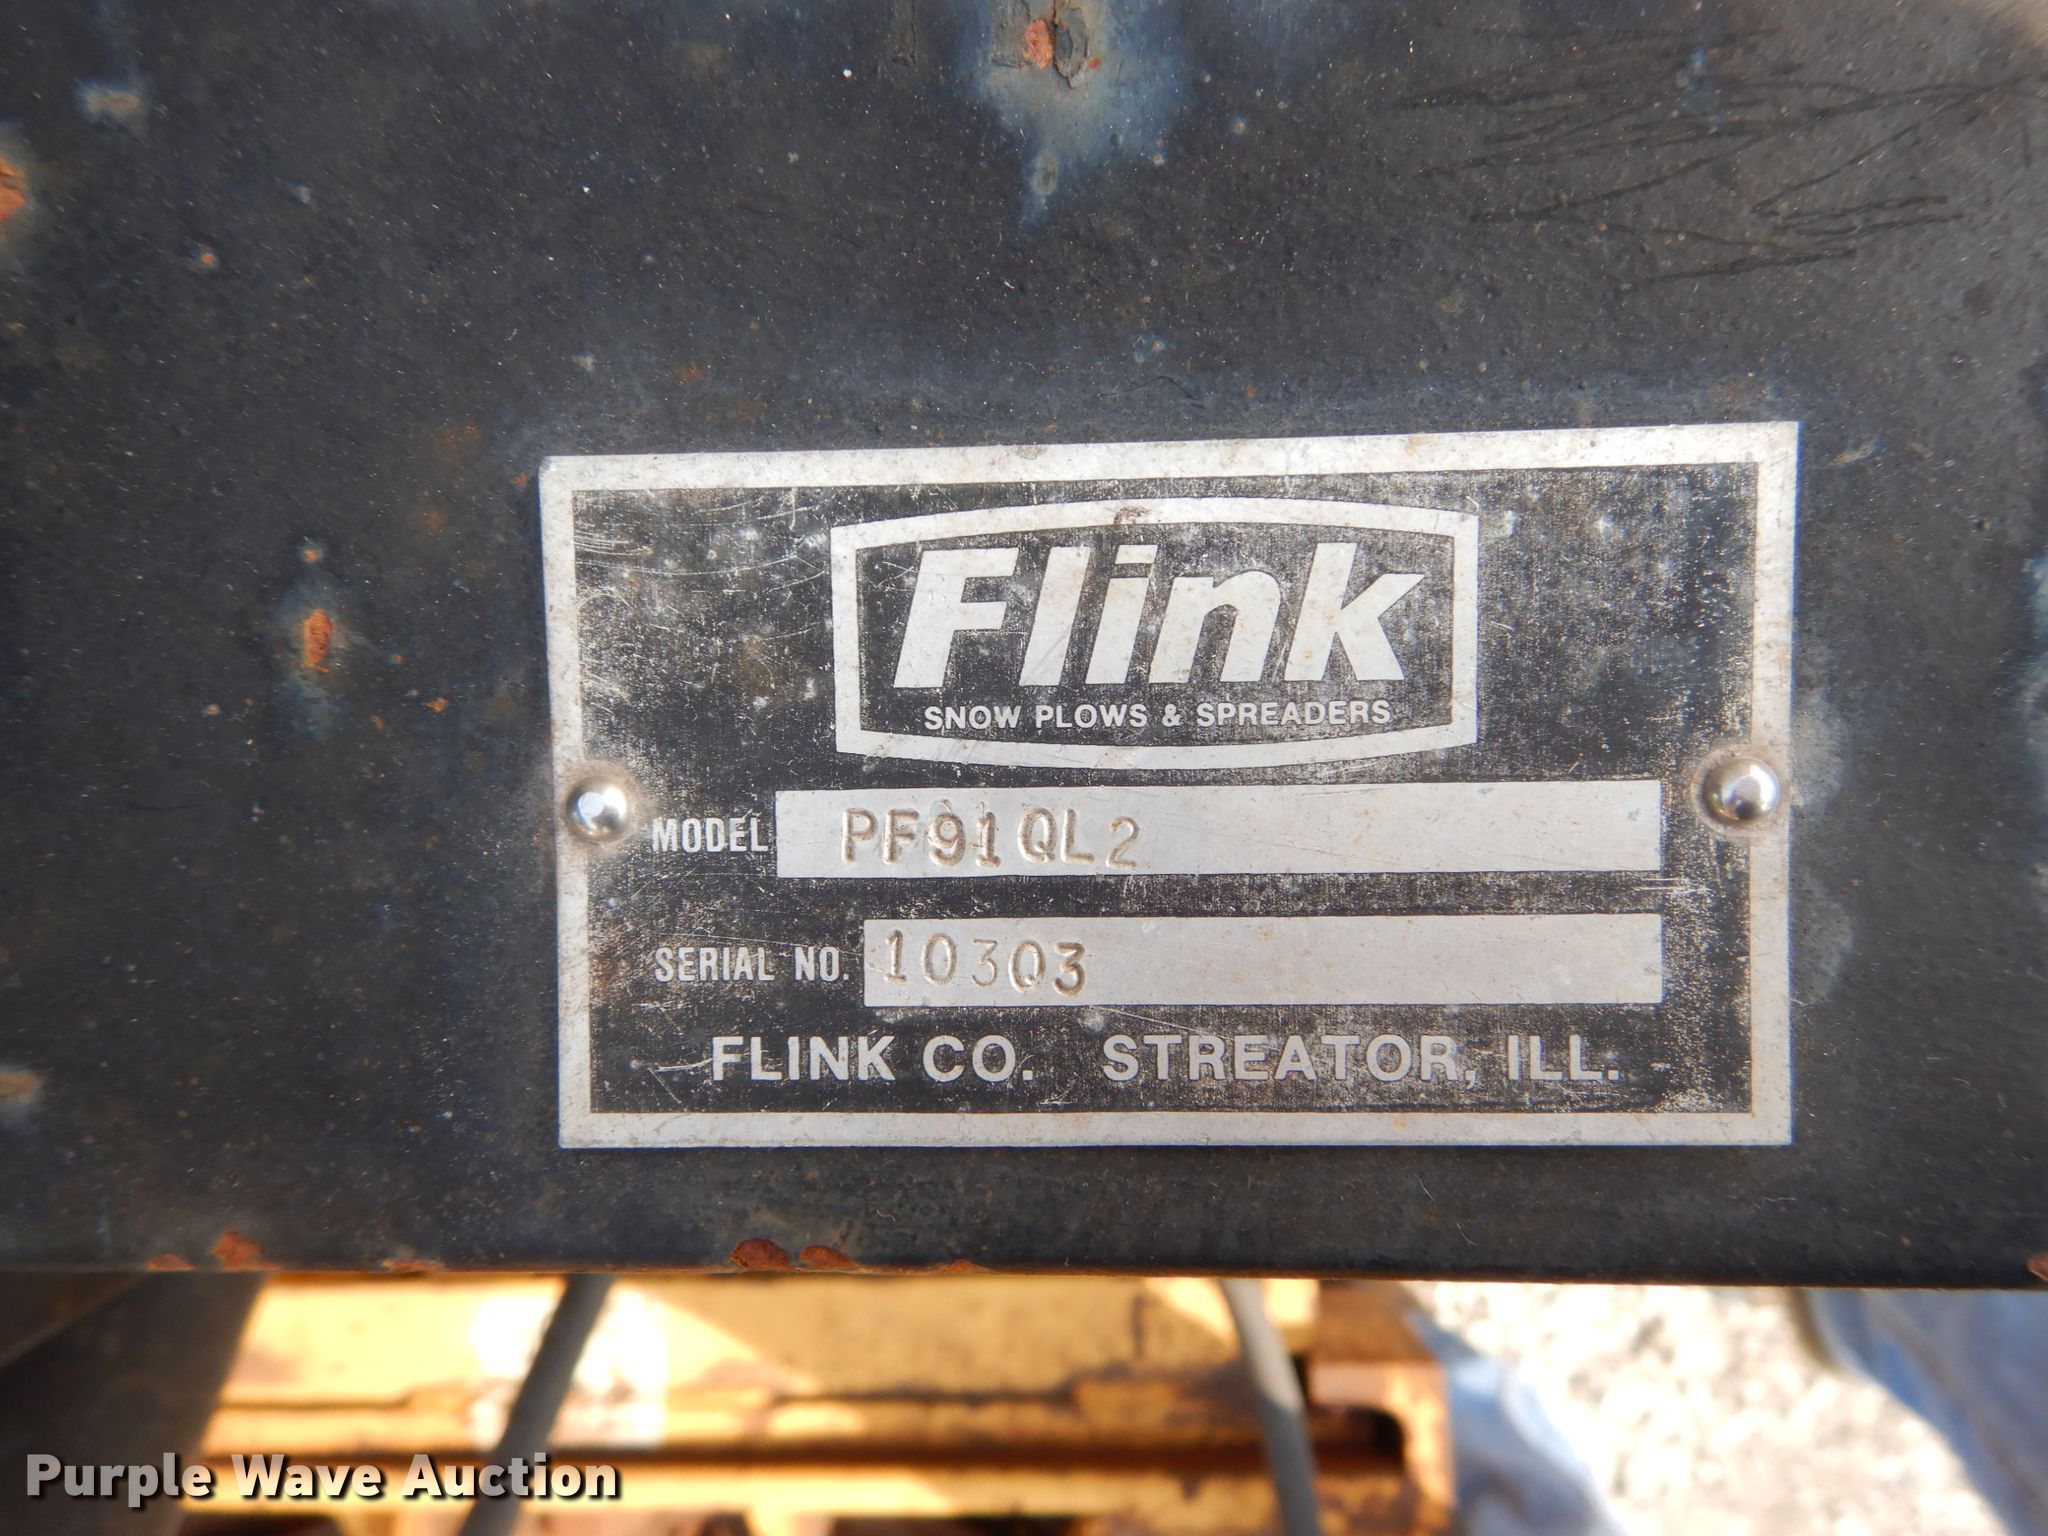 Flink
SNOW PLOWS & SPREADERS
MODEL PF91QL2
SERIAL NO. 10303
FLINK CO. STREATOR, ILL.
Purple Wave Auction